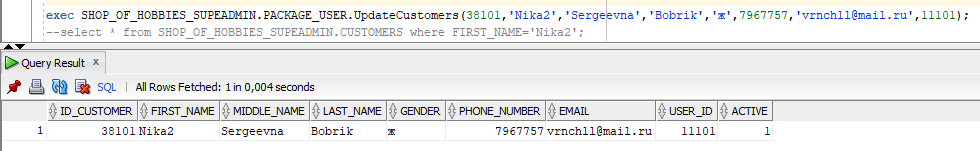 exec SHOP_OF_HOBBIES_SUPEADMIN.PACKAGE_USER.UpdateCustomers(38101,'Nika2','Sergeevna','Bobrik','ж',7967757,'vrnchll@mail.ru',11101);
--select * from SHOP_OF_HOBBIES_SUPEADMIN.CUSTOMERS where FIRST_NAME='Nika2';
Query Result x
SQL | All Rows Fetched: 1 in 0,004 seconds
ID_CUSTOMER FIRST_NAME MIDDLE_NAME LAST_NAME GENDER PHONE_NUMBER EMAIL USER_ID ACTIVE
1 38101 Nika2 Sergeevna Bobrik ж 7967757 vrnchll@mail.ru 11101 1